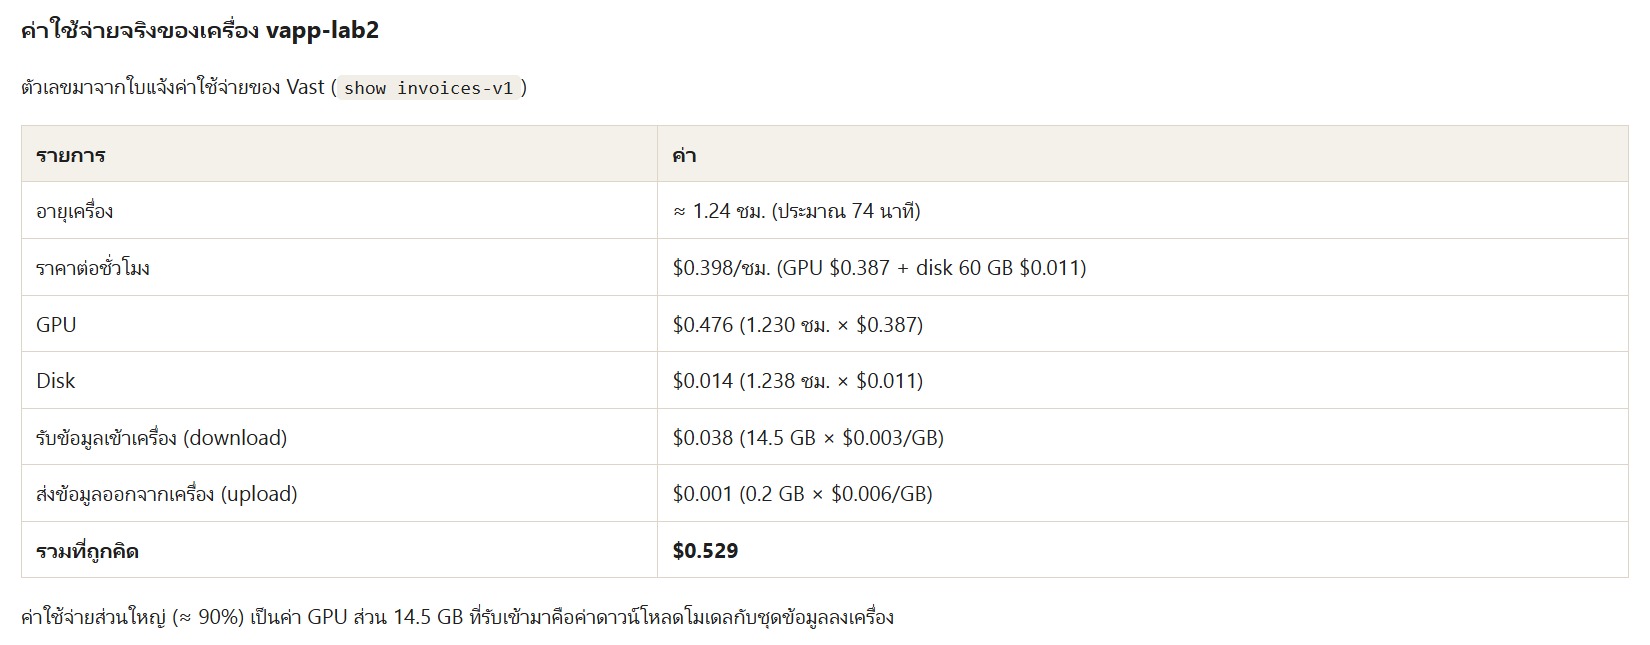 ค่าใช้จ่ายจริงของเครื่อง vapp-lab2
ตัวเลขมาจากใบแจ้งค่าใช้จ่ายของ Vast ( show invoices-v1 )
รายการ ค่า
อายุเครื่อง ≈ 1.24 ชม. (ประมาณ 74 นาที)
ราคาต่อชั่วโมง $0.398/ชม. (GPU $0.387 + disk 60 GB $0.011)
GPU $0.476 (1.230 ชม. × $0.387)
Disk $0.014 (1.238 ชม. × $0.011)
รับข้อมูลเข้าเครื่อง (download) $0.038 (14.5 GB × $0.003/GB)
ส่งข้อมูลออกจากเครื่อง (upload) $0.001 (0.2 GB × $0.006/GB)
รวมที่ถูกคิด $0.529
ค่าใช้จ่ายส่วนใหญ่ (≈ 90%) เป็นค่า GPU ส่วน 14.5 GB ที่รับเข้ามาคือค่าดาวน์โหลดโมเดลกับชุดข้อมูลลงเครื่อง